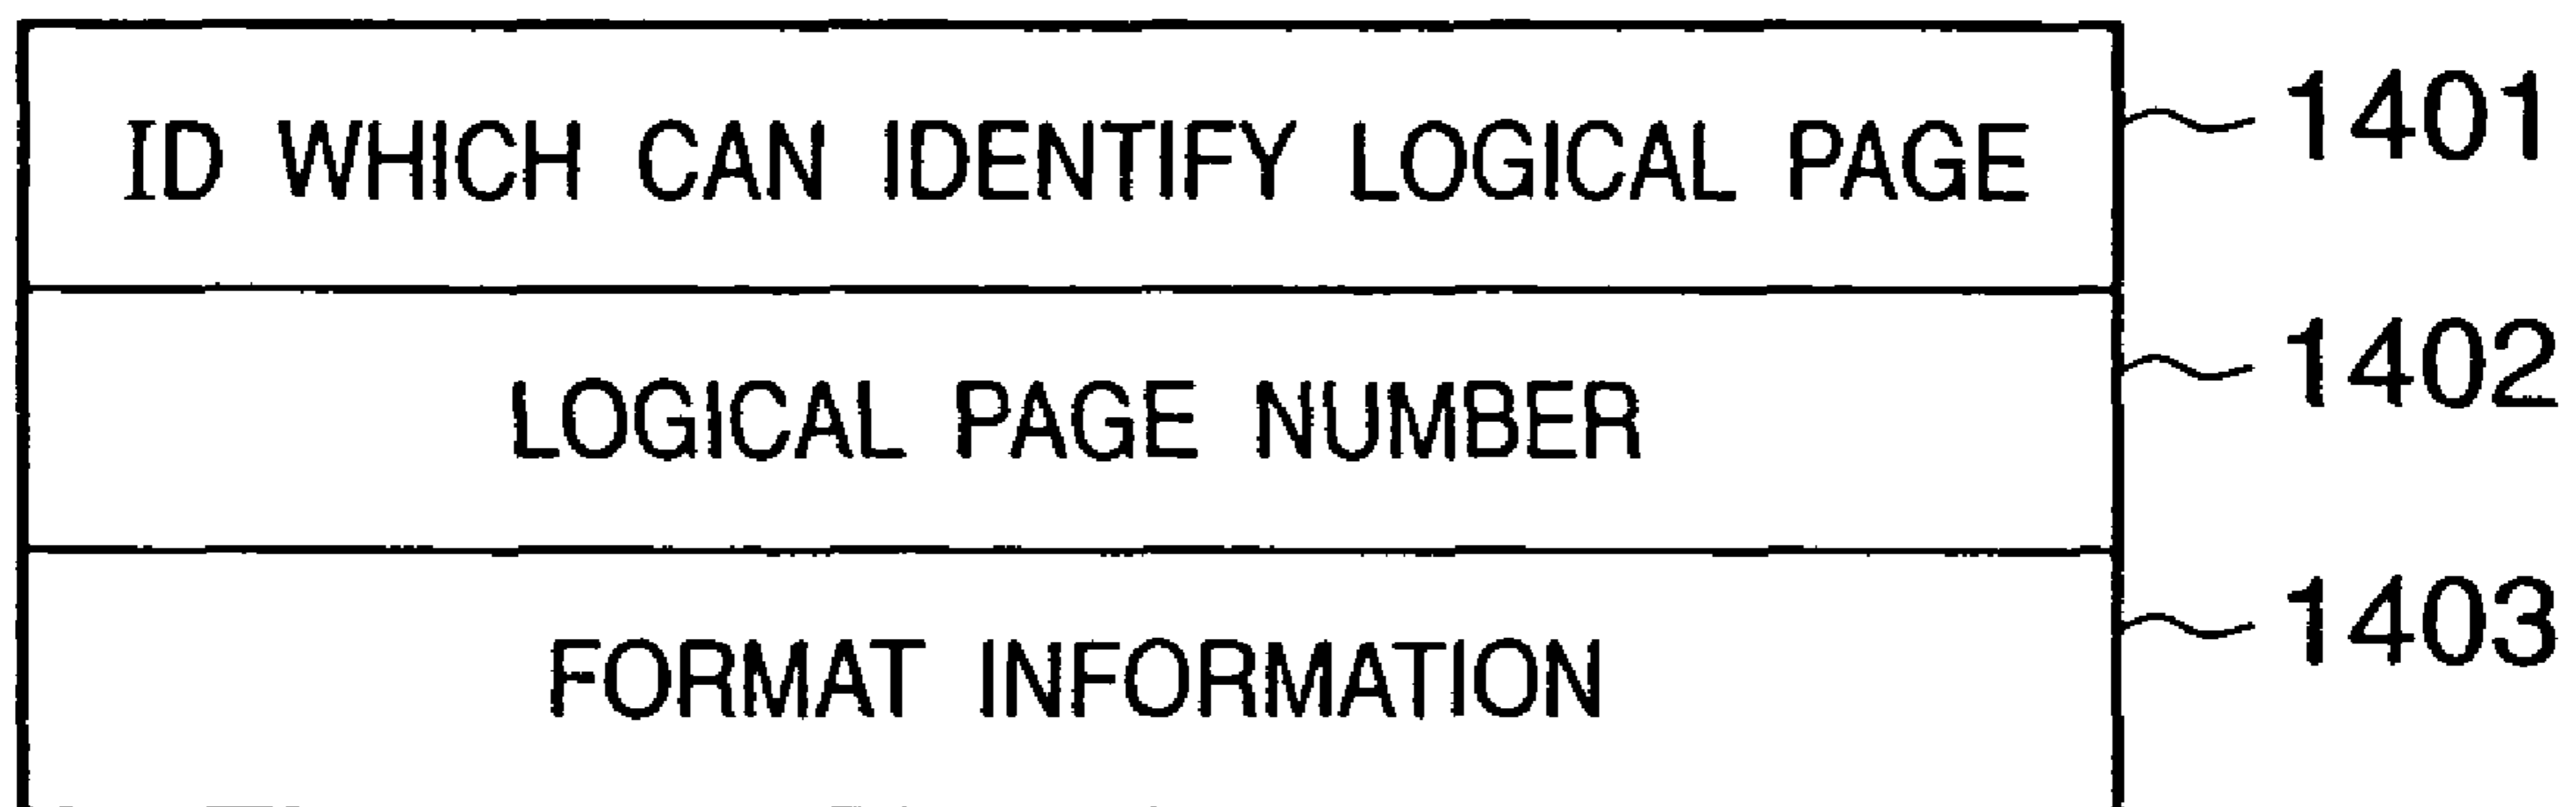 ID WHICH CAN IDENTIFY LOGICAL PAGE 1401
LOGICAL PAGE NUMBER 1402
FORMAT INFORMATION 1403